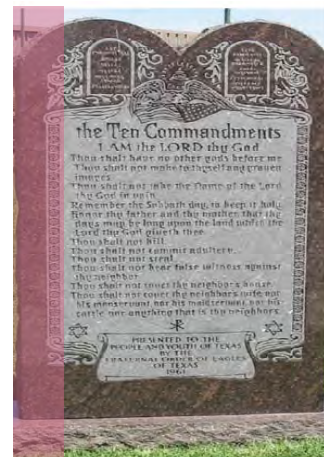 the Ten Commandments
I AM the LORD thy God
Thou shalt have no other gods before me
Thou shalt not make to thyself any graven
images
Thou shalt not take the Name of the Lord
thy God in vain
Remember the Sabbath day, to keep it holy
Honor thy father and thy mother that thy
days may be long upon the land which the
Lord thy God giveth thee
Thou shalt not kill
Thou shalt not commit adultery
Thou shalt not steal
Thou shalt not bear false witness against
thy neighbor
Thou shalt not covet thy neighbor's house
Thou shalt not covet thy neighbor's wife nor
his manservant nor his maidservant, nor his
cattle nor anything that is thy neighbor's
PRESENTED TO THE
PEOPLE AND YOUTH OF TEXAS
BY THE
FRATERNAL ORDER OF EAGLES
OF TEXAS
1961